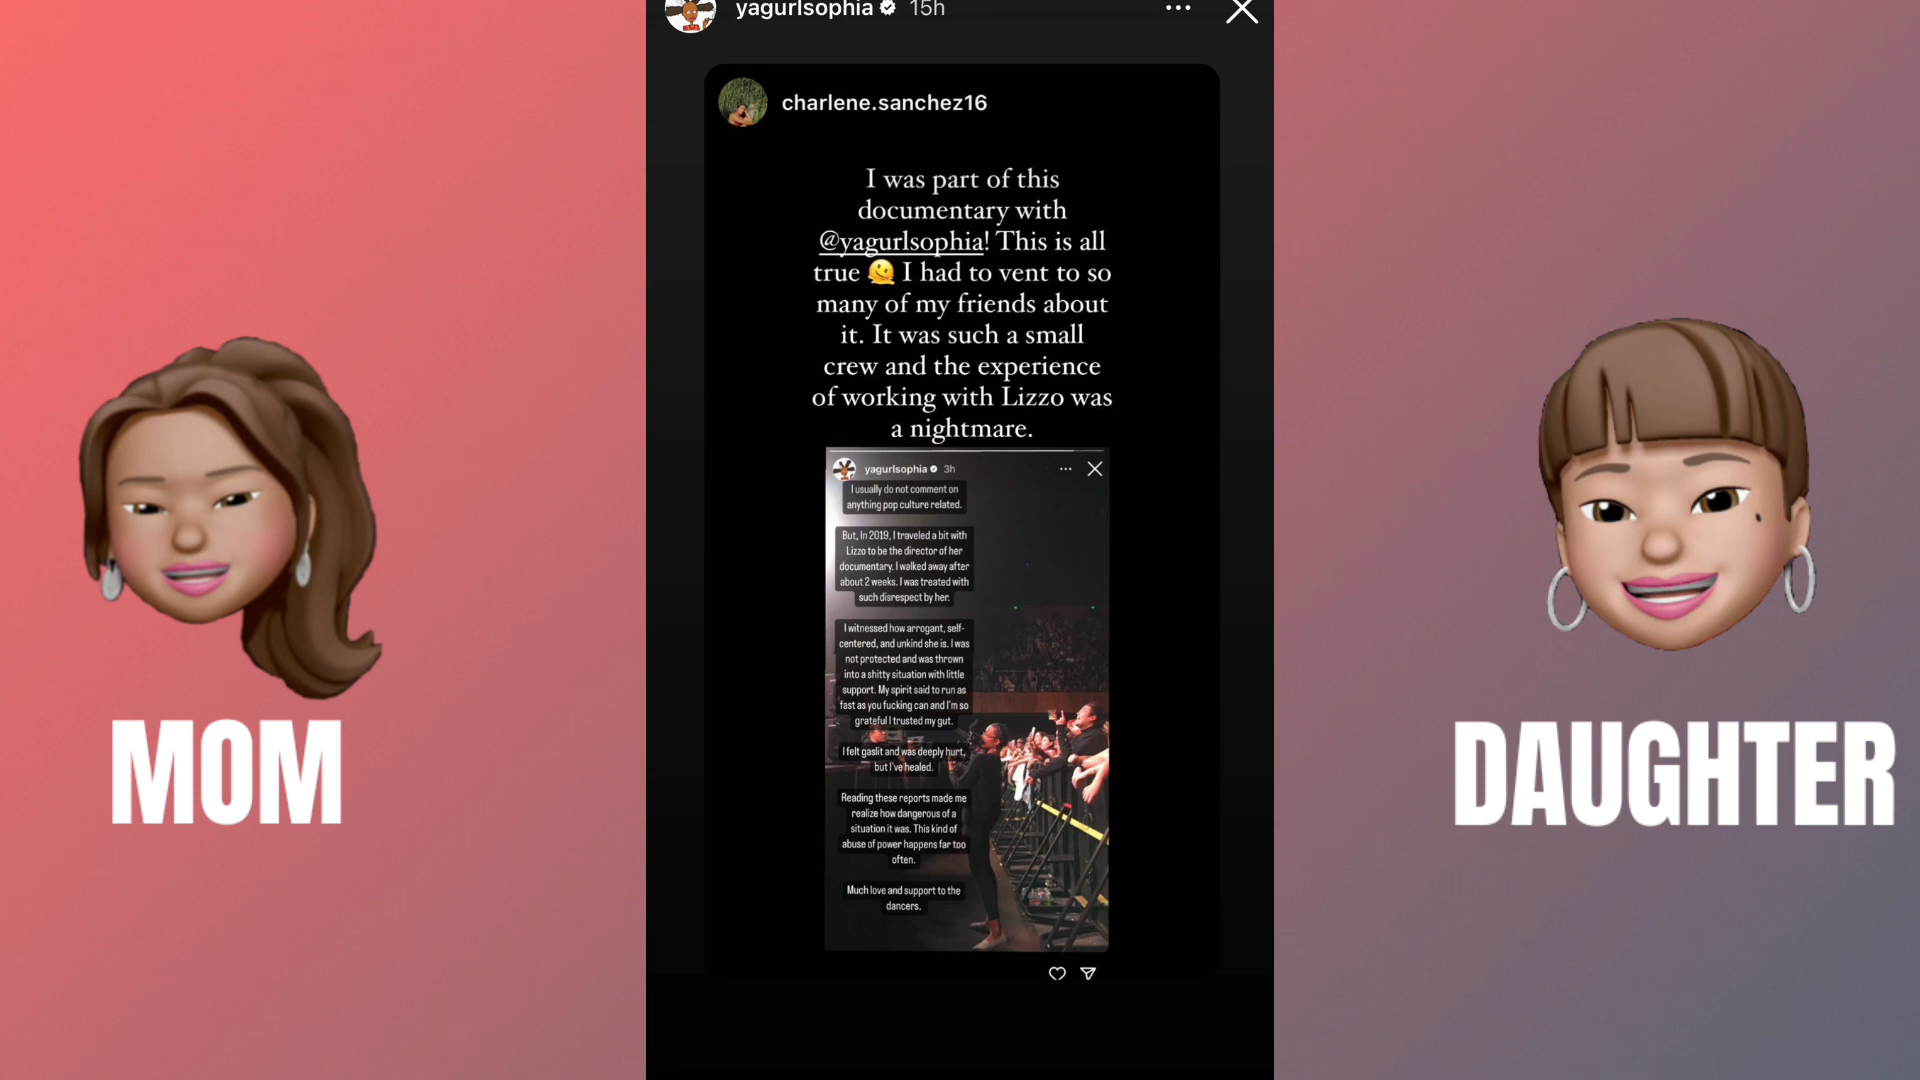 yagurlsophia 15h
charlene.sanchez16
I was part of this
documentary with
@yagurlsophia! This is all
true 🫠 I had to vent to so
many of my friends about
it. It was such a small
crew and the experience
of working with Lizzo was
a nightmare.
yagurlsophia 3h
I usually do not comment on
anything pop culture related.
But, In 2019, I traveled a bit with
Lizzo to be the director of her
documentary. I walked away after
about 2 weeks. I was treated with
such disrespect by her.
I witnessed how arrogant, self-
centered, and unkind she is. I was
not protected and was thrown
into a shitty situation with little
support. My spirit said to run as
fast as you fucking can and I'm so
grateful I trusted my gut.
I felt gaslit and was deeply hurt,
but I've healed.
Reading these reports made me
realize how dangerous of a
situation it was. This kind of
abuse of power happens far too
often.
Much love and support to the
dancers.
MOM
DAUGHTER